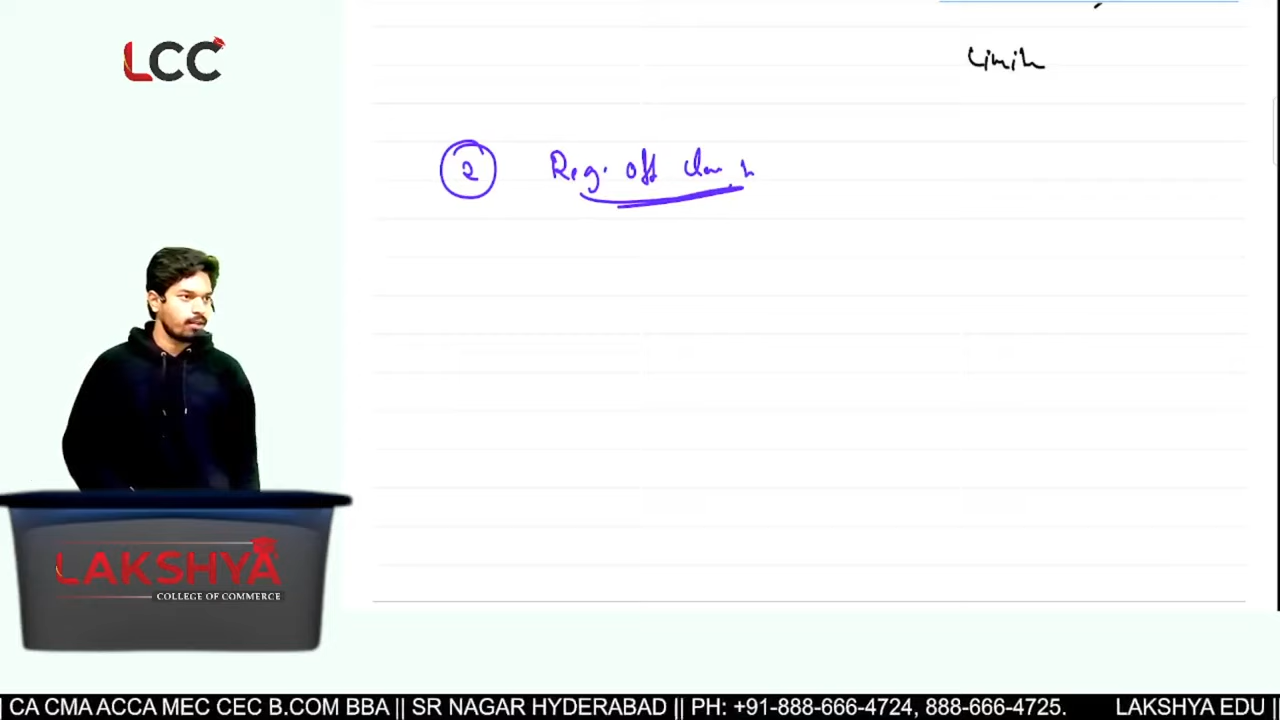 LCC
2 Reg. off
LAKSHYA
COLLEGE OF COMMERCE
| CA CMA ACCA MEC CEC B.COM BBA || SR NAGAR HYDERABAD || PH: +91-888-666-4724, 888-666-4725. LAKSHYA EDU |